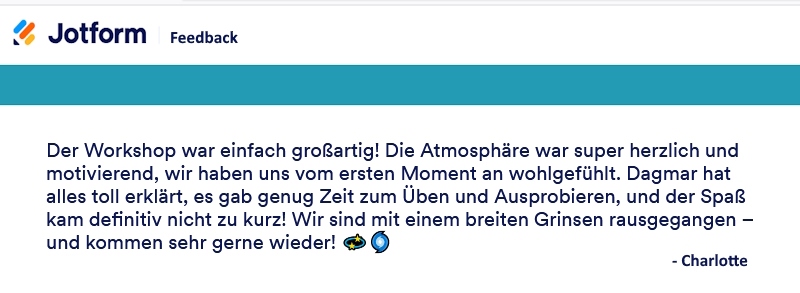 Jotform Feedback
Der Workshop war einfach großartig! Die Atmosphäre war super herzlich und
motivierend, wir haben uns vom ersten Moment an wohlgefühlt. Dagmar hat
alles toll erklärt, es gab genug Zeit zum Üben und Ausprobieren, und der Spaß
kam definitiv nicht zu kurz! Wir sind mit einem breiten Grinsen rausgegangen –
und kommen sehr gerne wieder! 💫🌀
- Charlotte